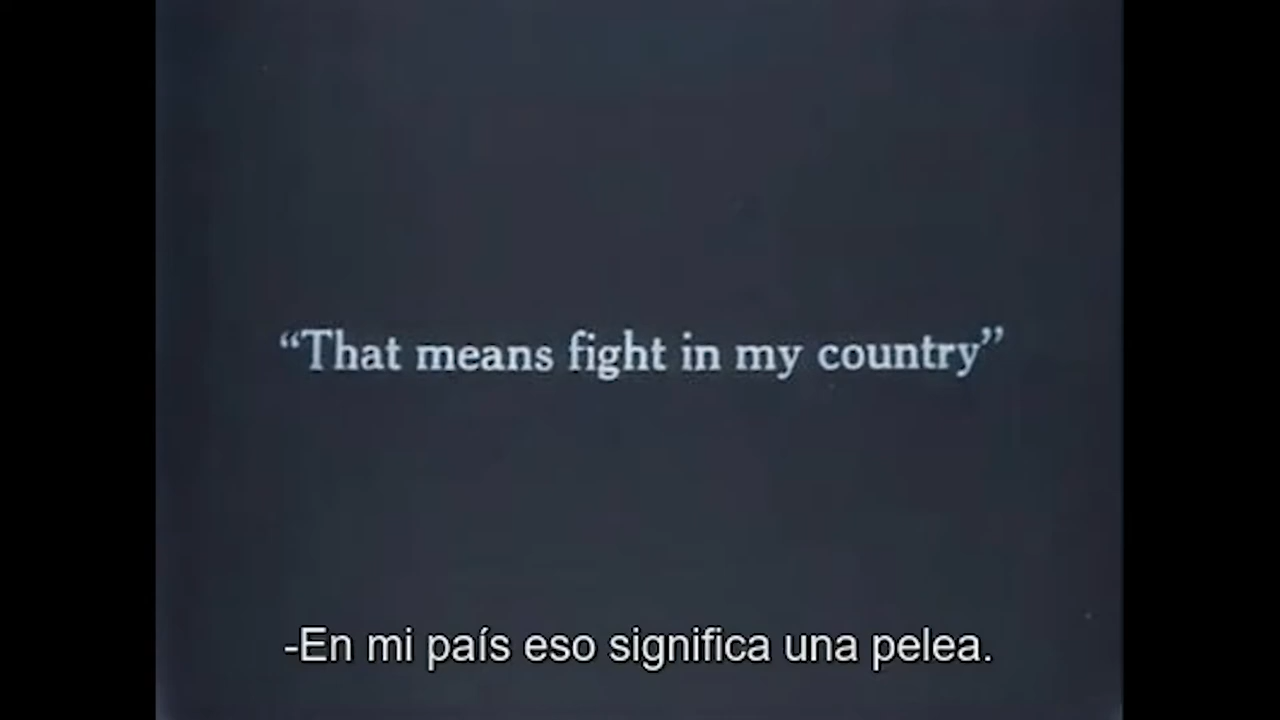 “That means fight in my country”
-En mi país eso significa una pelea.